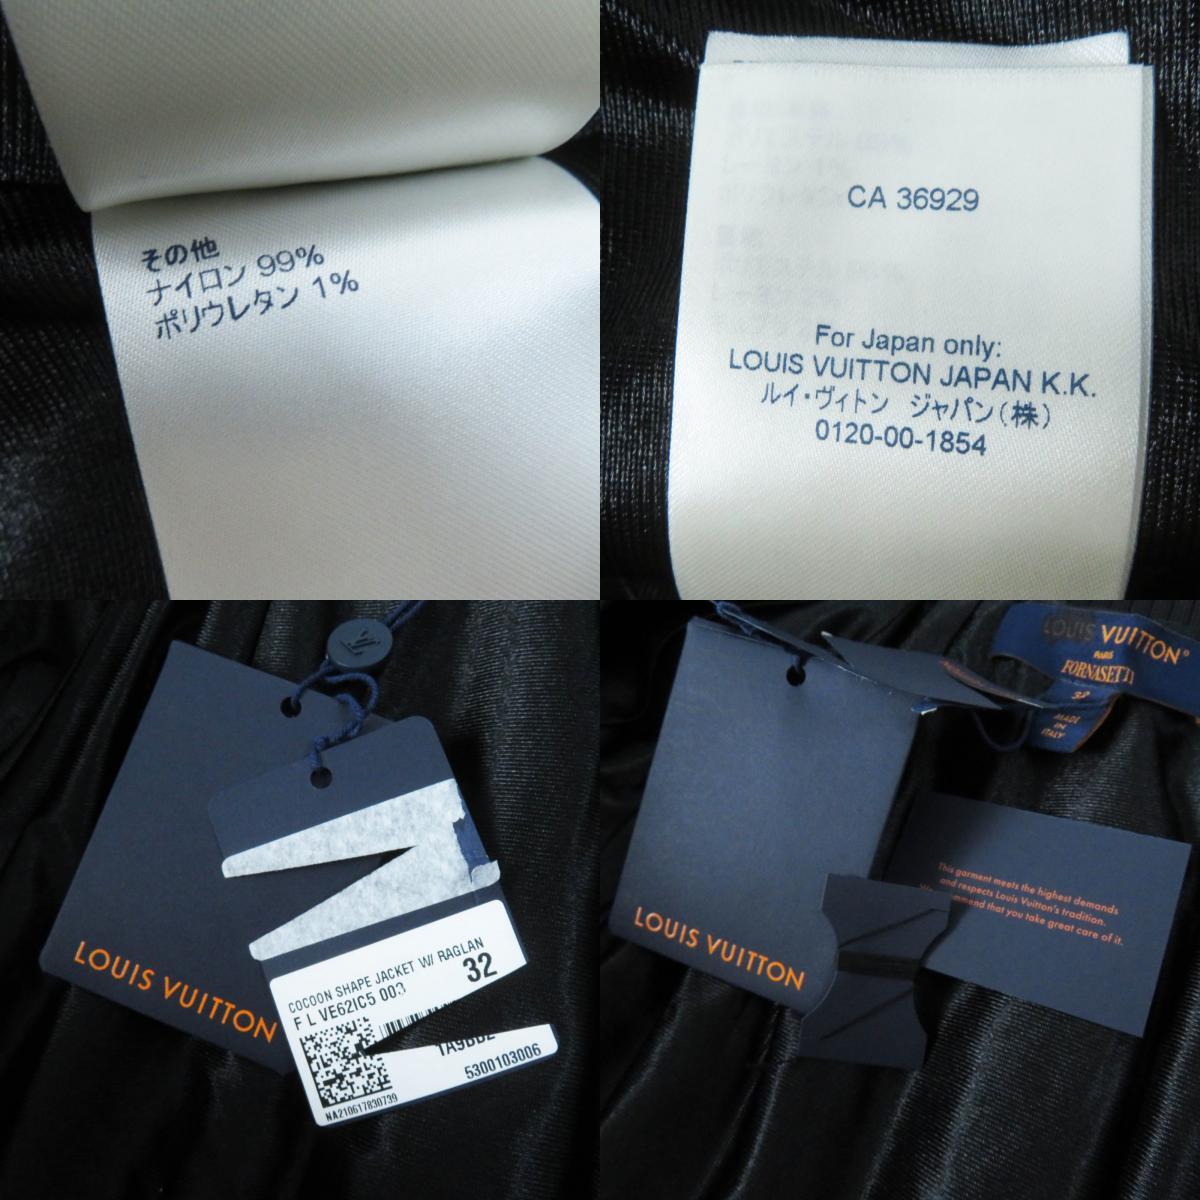 その他
ナイロン 99%
ポリウレタン 1%
CA 36929
For Japan only:
LOUIS VUITTON JAPAN K.K.
ルイ・ヴィトン ジャパン(株)
0120-00-1854
LOUIS VUITTON
COCOON SHAPE JACKET W/ RAGLAN
F L VE62IC5 003
32
5300103006
NA210617830739
LOUIS VUITTON
PARIS
FORNASETTI
32
MADE
IN
ITALY
This garment meets the highest demands
and respects Louis Vuitton's tradition.
that you take great care of it.
LOUIS VUITTON